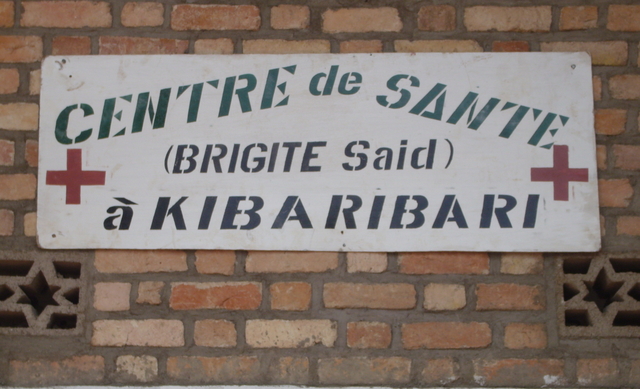 CENTRE de SANTE
(BRIGITE Said)
à KIBARIBARI